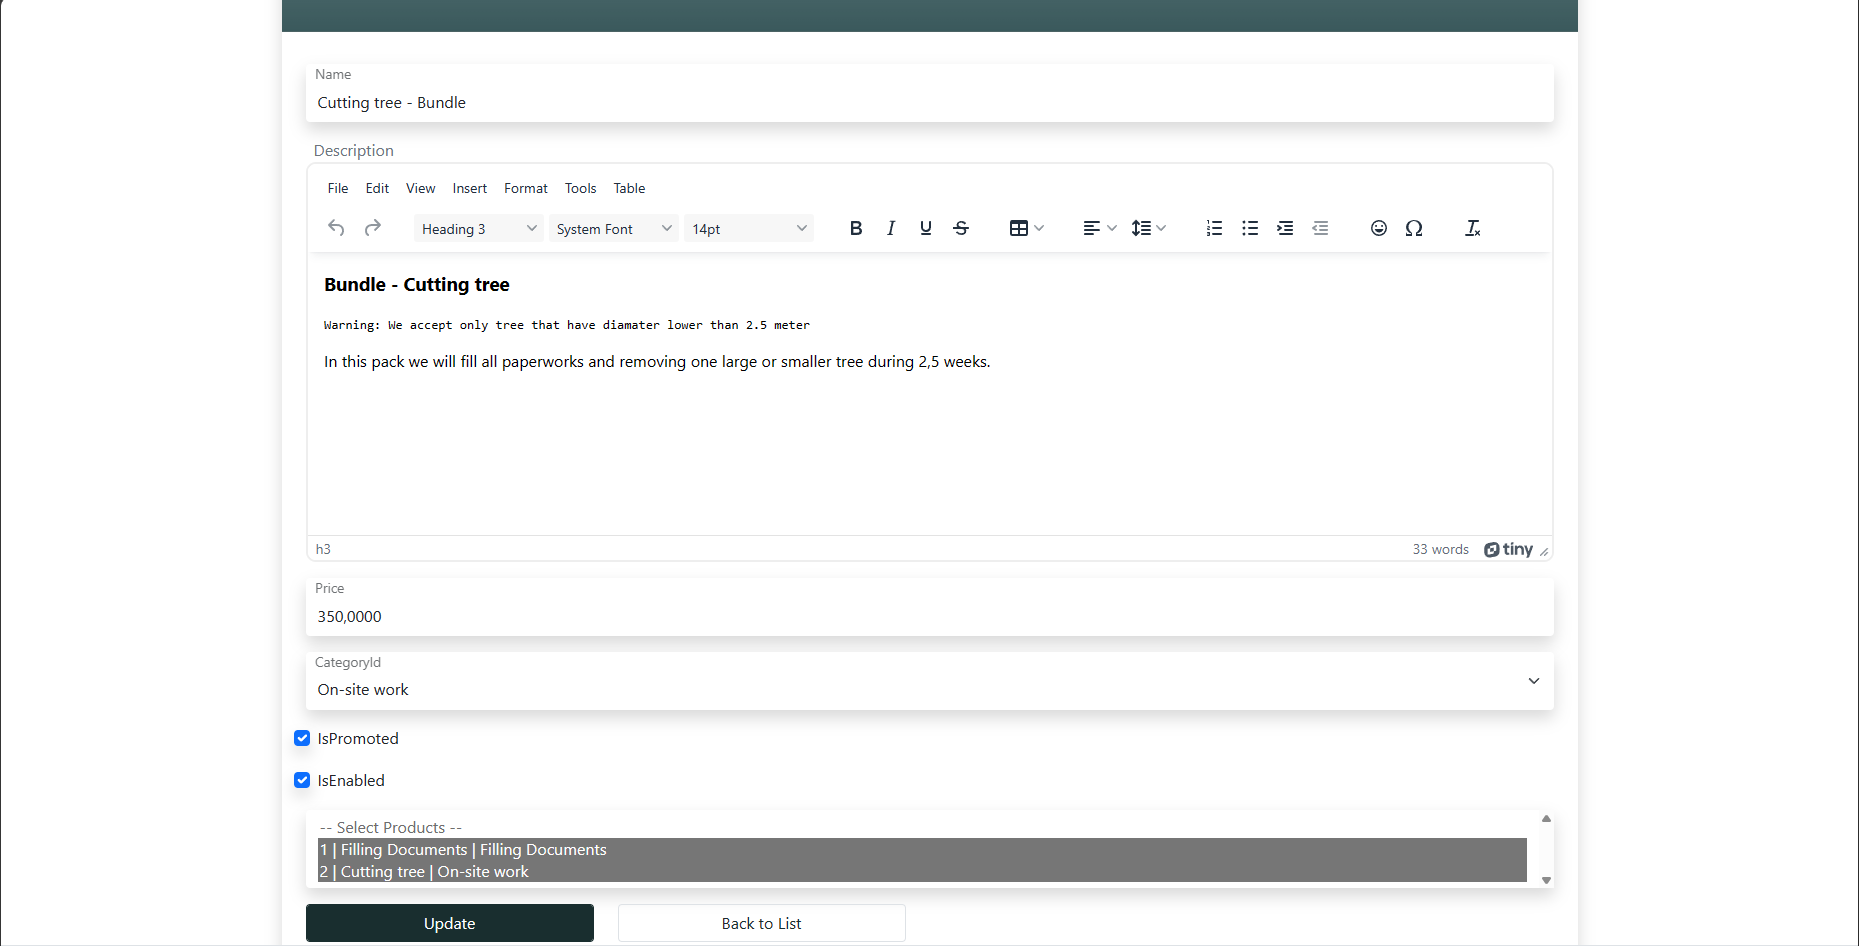 Name
Cutting tree - Bundle
Description
File Edit View Insert Format Tools Table
Heading 3 System Font 14pt B I U S Ω
Bundle - Cutting tree
Warning: We accept only tree that have diamater lower than 2.5 meter
In this pack we will fill all paperworks and removing one large or smaller tree during 2,5 weeks.
h3 33 words tiny
Price
350,0000
CategoryId
On-site work
IsPromoted
IsEnabled
-- Select Products --
1 | Filling Documents | Filling Documents
2 | Cutting tree | On-site work
Update Back to List